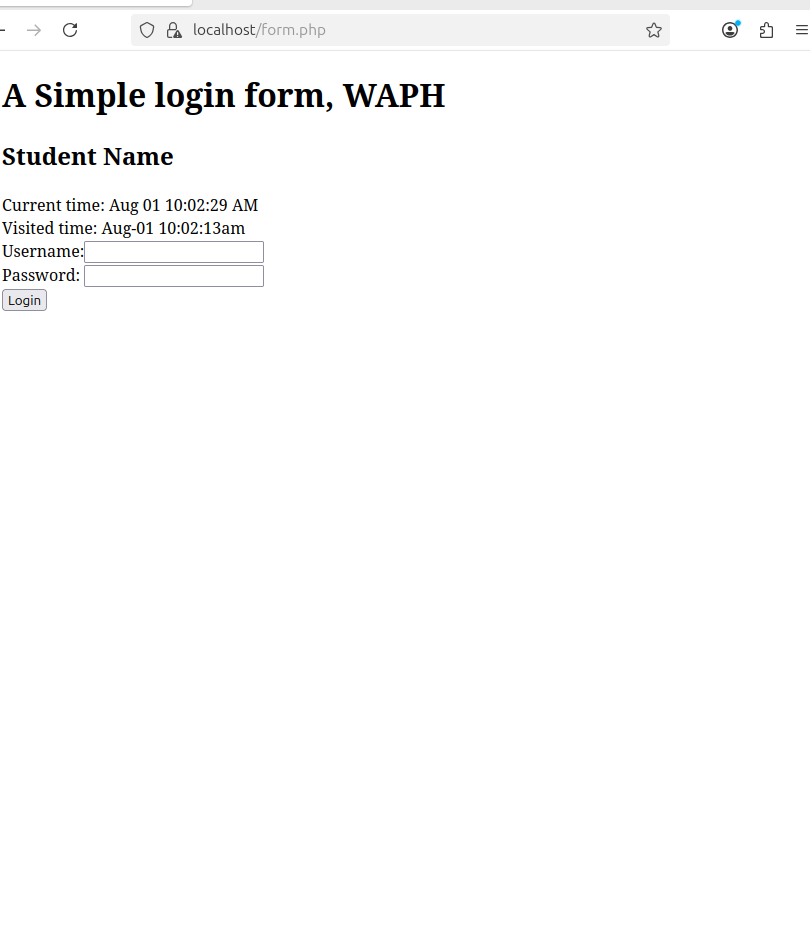 localhost/form.php
A Simple login form, WAPH
Student Name
Current time: Aug 01 10:02:29 AM
Visited time: Aug-01 10:02:13am
Username:
Password:
Login